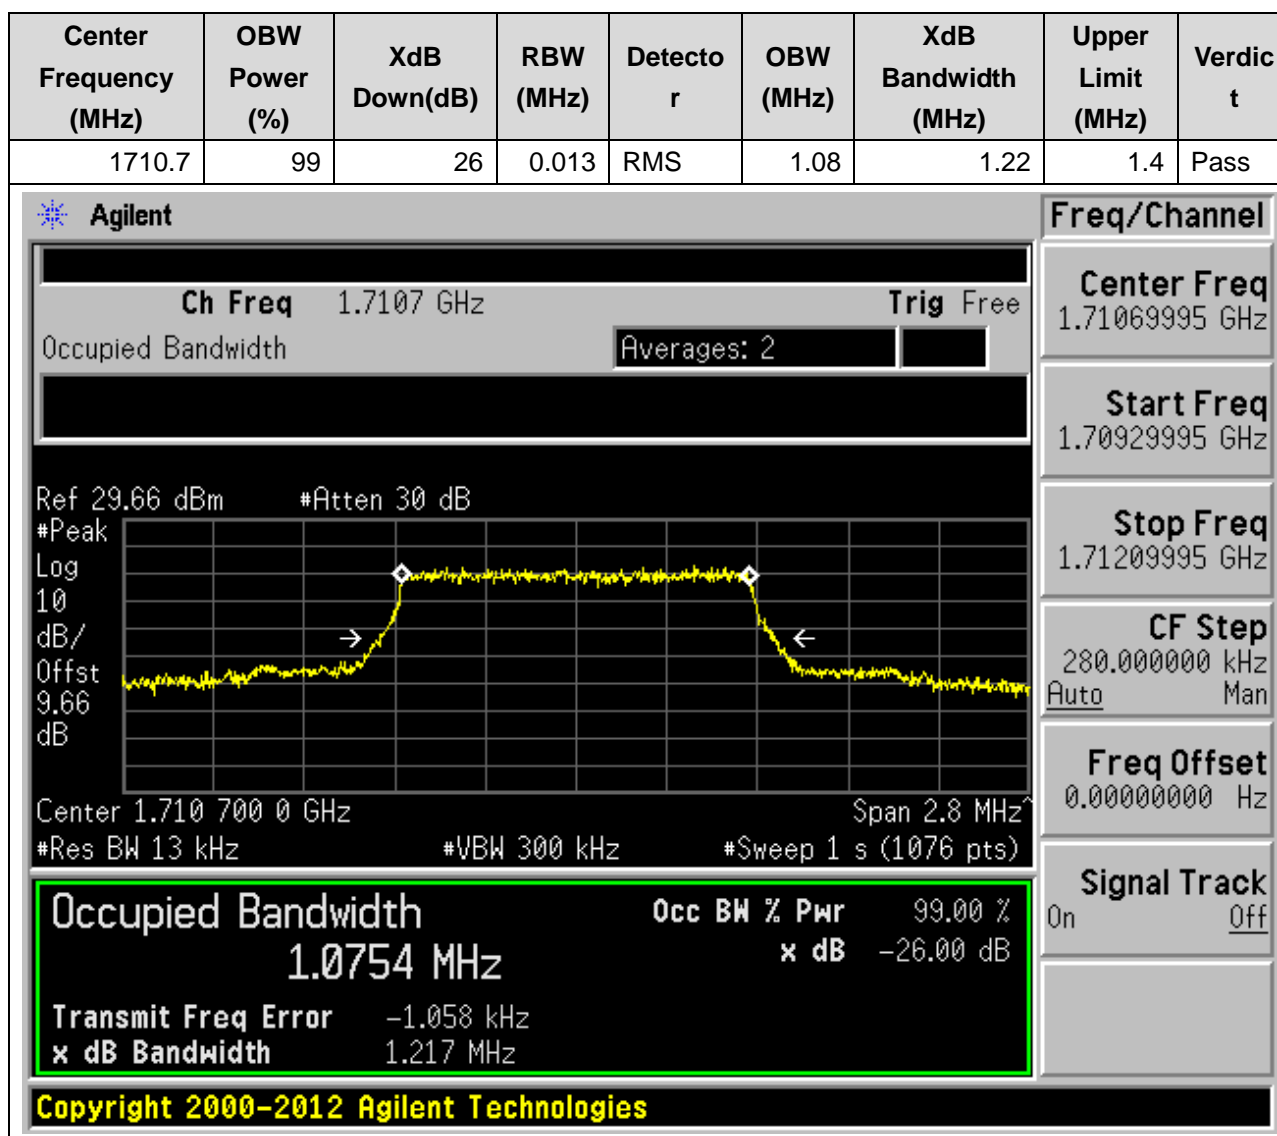 Center Frequency (MHz) OBW Power (%) XdB Down(dB) RBW (MHz) Detecto r OBW (MHz) XdB Bandwidth (MHz) Upper Limit (MHz) Verdic t
1710.7 99 26 0.013 RMS 1.08 1.22 1.4 Pass
Agilent
Freq/Channel
Ch Freq 1.7107 GHz Trig Free
Occupied Bandwidth Averages: 2
Ref 29.66 dBm #Atten 30 dB
#Peak
Log
10
dB/
Offst
9.66
dB
Center 1.710 700 0 GHz Span 2.8 MHz^
#Res BW 13 kHz #VBW 300 kHz #Sweep 1 s (1076 pts)
Occupied Bandwidth Occ BW % Pwr 99.00 %
1.0754 MHz x dB -26.00 dB
Transmit Freq Error -1.058 kHz
x dB Bandwidth 1.217 MHz
Center Freq
1.71069995 GHz
Start Freq
1.70929995 GHz
Stop Freq
1.71209995 GHz
CF Step
280.000000 kHz
Auto Man
Freq Offset
0.00000000 Hz
Signal Track
On Off
Copyright 2000-2012 Agilent Technologies